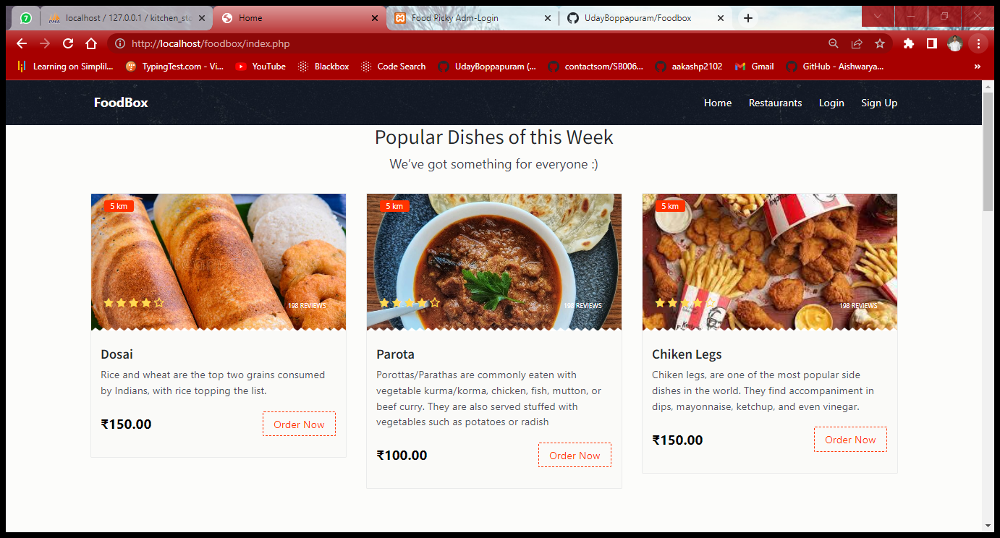 7
localhost / 127.0.0.1 / kitchen_sto
Home
Food Picky Adm-Login
UdayBoppapuram/Foodbox
http://localhost/foodbox/index.php
Learning on Simplil...
TypingTest.com - Vi...
YouTube
Blackbox
Code Search
UdayBoppapuram (...
contactsom/SB006...
aakashp2102
Gmail
GitHub - Aishwarya...
»
FoodBox
Home
Restaurants
Login
Sign Up
Popular Dishes of this Week
We've got something for everyone :)
5 km
198 REVIEWS
Dosai
Rice and wheat are the top two grains consumed
by Indians, with rice topping the list.
₹150.00
Order Now
5 km
198 REVIEWS
Parota
Porottas/Parathas are commonly eaten with
vegetable kurma/korma, chicken, fish, mutton, or
beef curry. They are also served stuffed with
vegetables such as potatoes or radish
₹100.00
Order Now
5 km
198 REVIEWS
Chiken Legs
Chiken legs, are one of the most popular side
dishes in the world. They find accompaniment in
dips, mayonnaise, ketchup, and even vinegar.
₹150.00
Order Now